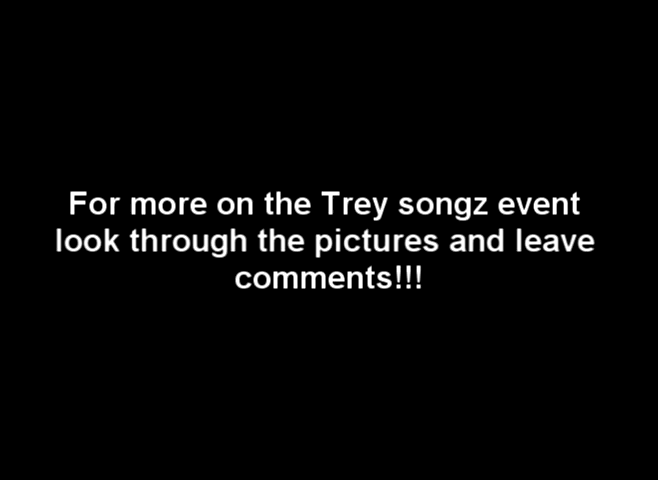 For more on the Trey songz event
look through the pictures and leave
comments!!!